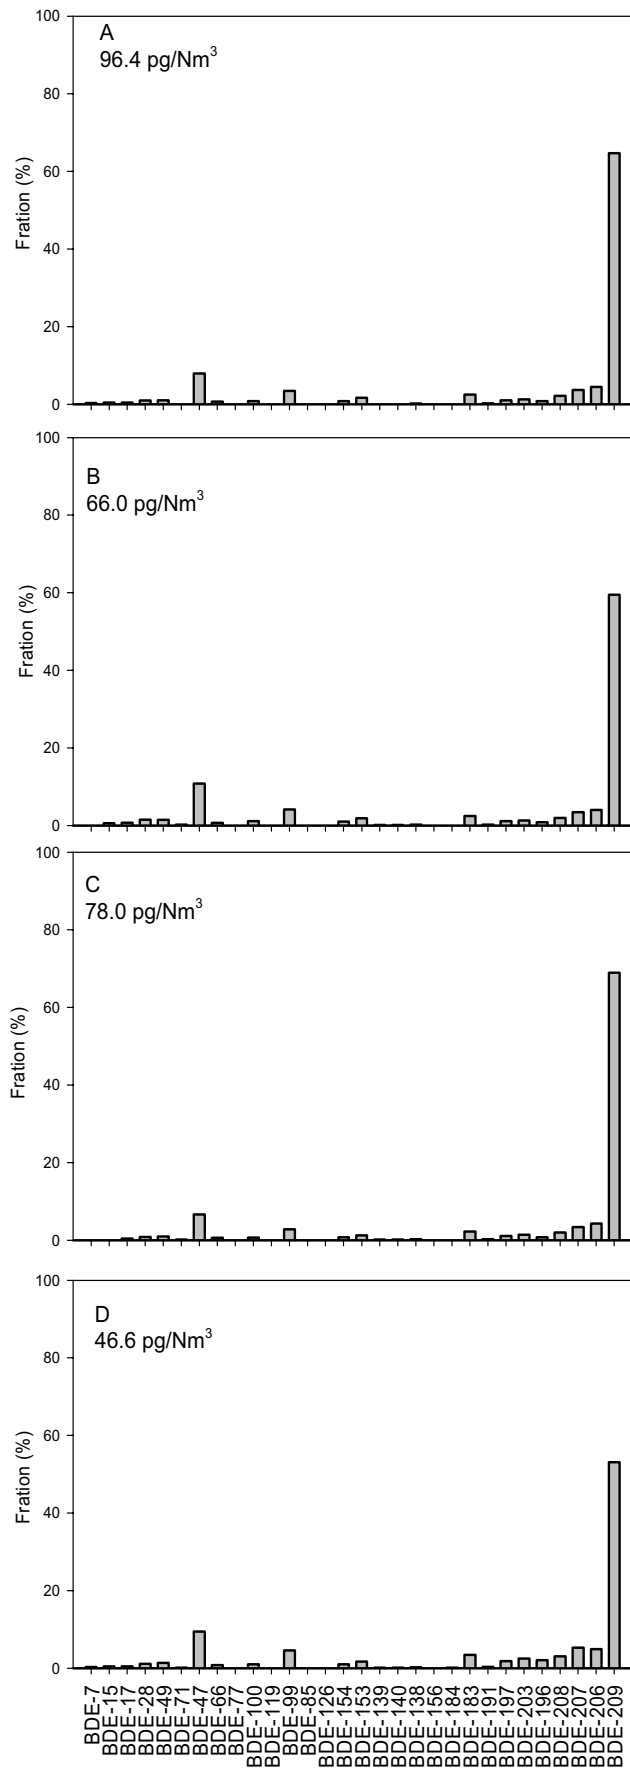 100
A
96.4 pg/Nm³
80
60
Fration (%)
40
20
0
100
B
66.0 pg/Nm³
80
60
Fration (%)
40
20
0
100
C
78.0 pg/Nm³
80
60
Fration (%)
40
20
0
100
D
46.6 pg/Nm³
80
60
Fration (%)
40
20
0
BDE-7
BDE-15
BDE-17
BDE-28
BDE-49
BDE-71
BDE-47
BDE-66
BDE-77
BDE-100
BDE-119
BDE-99
BDE-85
BDE-126
BDE-154
BDE-153
BDE-139
BDE-140
BDE-138
BDE-156
BDE-184
BDE-183
BDE-191
BDE-197
BDE-203
BDE-196
BDE-208
BDE-207
BDE-206
BDE-209